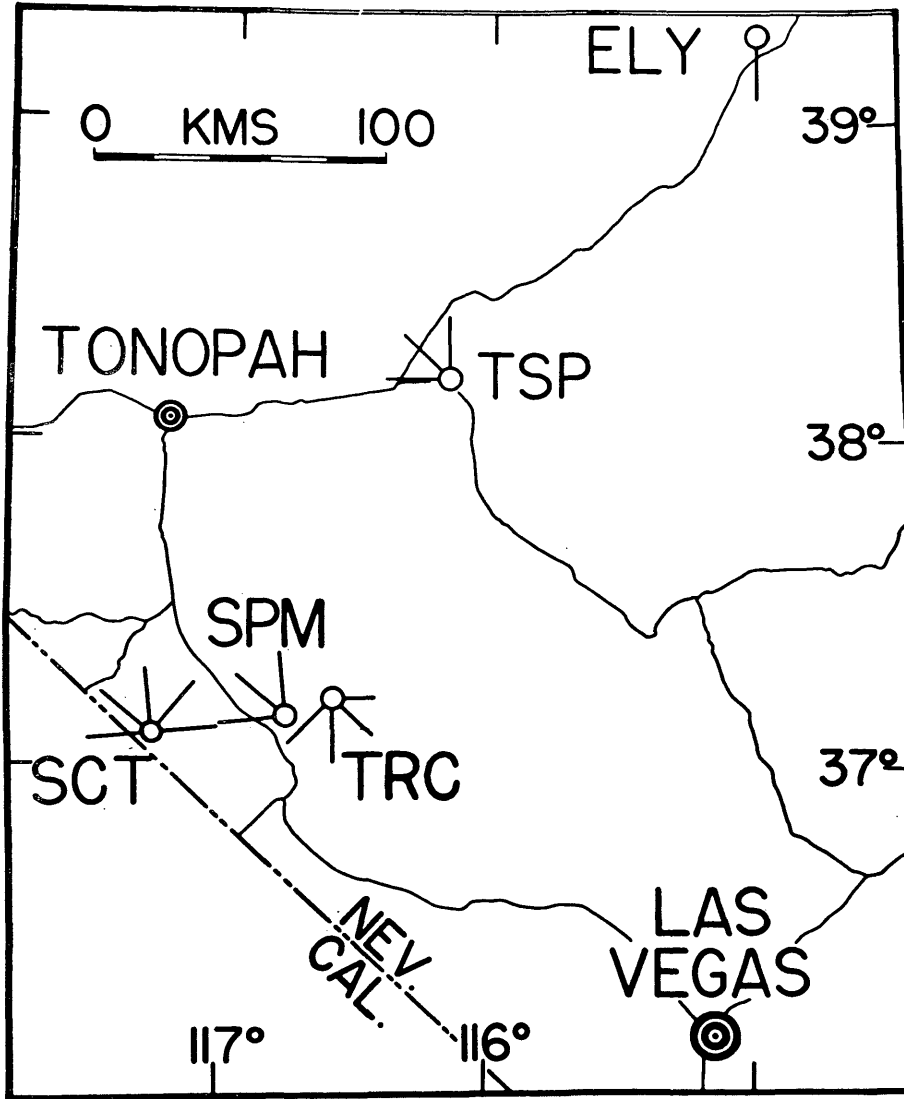 ELY
0 KMS 100
39°
TONOPAH
TSP
38°
SPM
SCT
TRC
37°
NEV.
CAL.
LAS
VEGAS
117°
116°